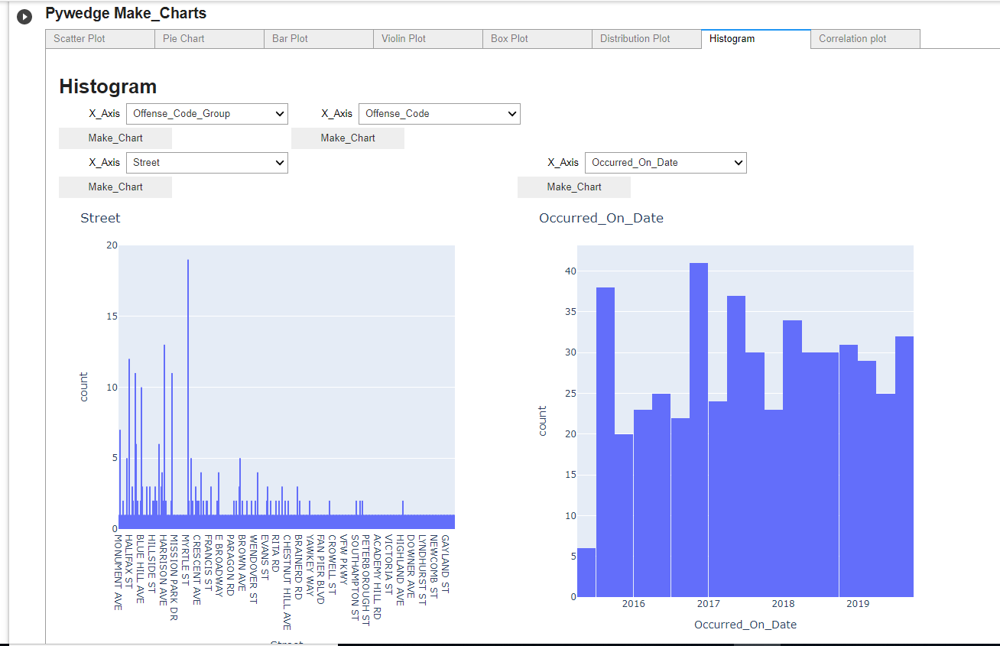 Pywedge Make_Charts
Scatter Plot Pie Chart Bar Plot Violin Plot Box Plot Distribution Plot Histogram Correlation plot
Histogram
X_Axis Offense_Code_Group X_Axis Offense_Code
Make_Chart Make_Chart
X_Axis Street X_Axis Occurred_On_Date
Make_Chart Make_Chart
Street
20
15
10
5
0
count
MONUMENT AVE
HALIFAX ST
BLUE HILL AVE
HILLSIDE ST
HARRISON AVE
MISSION PARK DR
MYRTLE ST
CRESCENT AVE
FRANCIS ST
E BROADWAY
PARAGON RD
BROWN AVE
WENDOVER ST
EVANS ST
RITA RD
CHESTNUT HILL AVE
BRAINERD RD
YAWKEY WAY
FAN PIER BLVD
CROWELL ST
VFW PKWY
SOUTHAMPTON ST
PETERBOROUGH ST
ACADEMY HILL RD
VICTORIA ST
HIGHLAND AVE
DOWNER AVE
LYNDHURST ST
NEWCOMB ST
GAYLAND ST
Street
Occurred_On_Date
40
35
30
25
20
15
10
5
0
count
2016 2017 2018 2019
Occurred_On_Date